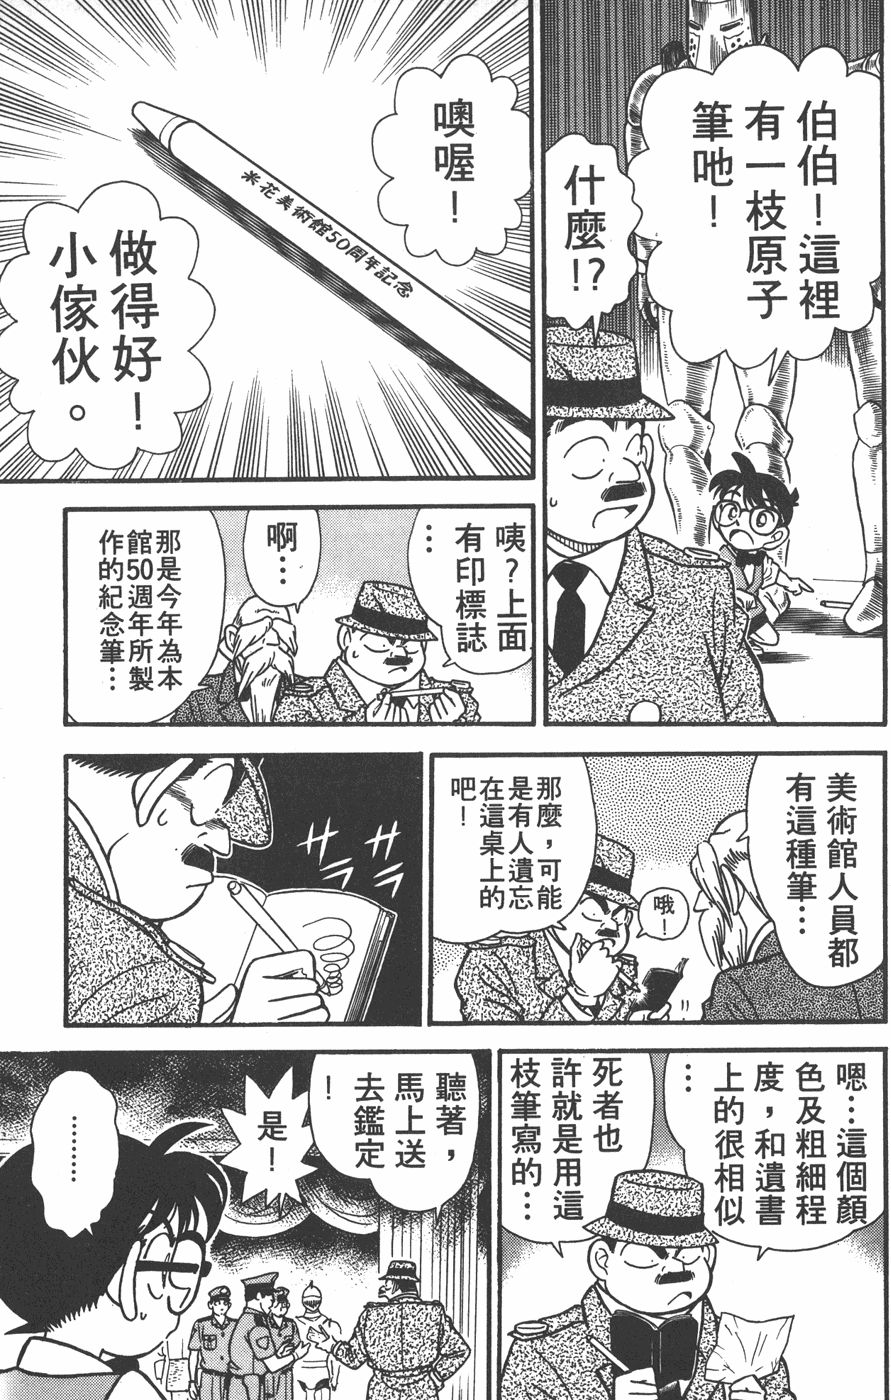 伯伯！這裡
有一枝原子
筆吔！
什麼!?
噢喔！
米花美術館50周年記念
做得好！
小傢伙。
咦？上面
有印標誌
…
啊…
那是今年為本
館50週年所製
作的紀念筆…
美術館人員都
有這種筆…
哦！
那麼，可能
是有人遺忘
在這桌上的
吧！
ササ
嗯…這個顏
色及粗細程
度，和遺書
上的很相似
…
死者也
許就是用這
枝筆寫的…
聽著，
馬上送
去鑑定
！
是！
………